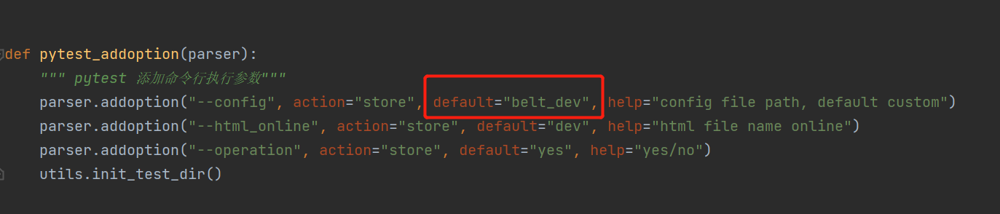 def pytest_addoption(parser):
""" pytest 添加命令行执行参数"""
parser.addoption("--config", action="store", default="belt_dev", help="config file path, default custom")
parser.addoption("--html_online", action="store", default="dev", help="html file name online")
parser.addoption("--operation", action="store", default="yes", help="yes/no")
utils.init_test_dir()